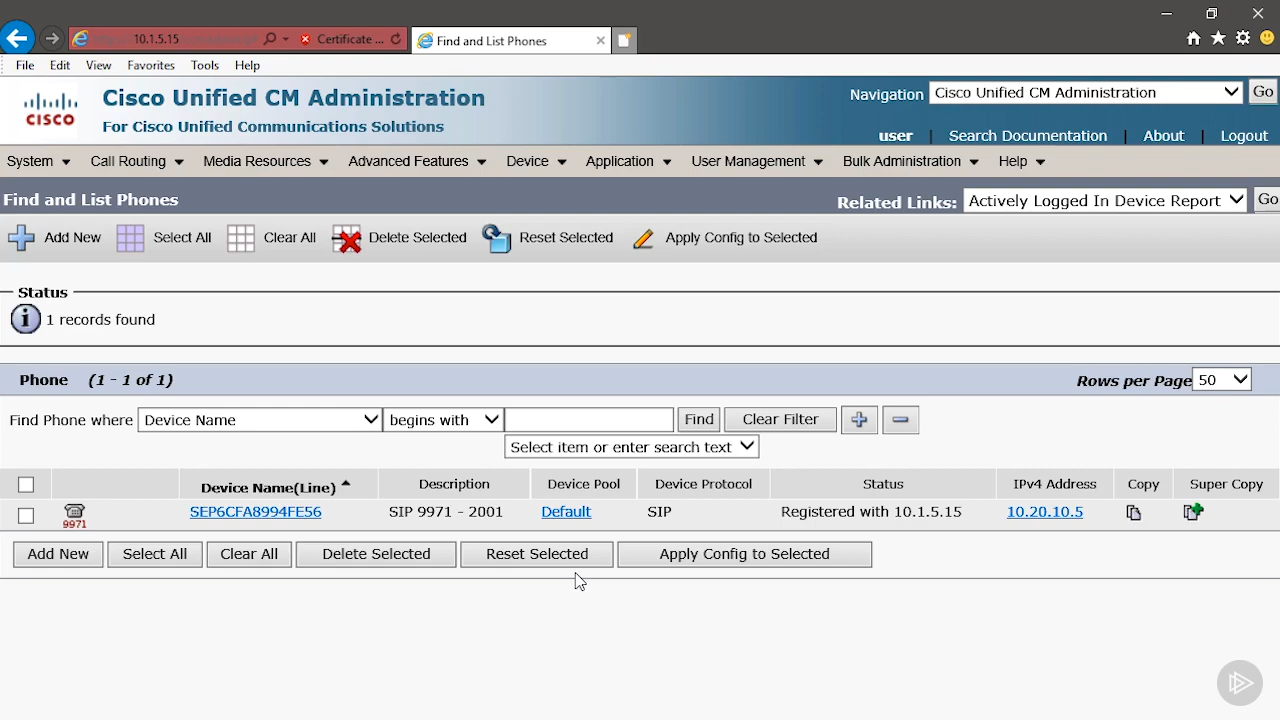 10.1.5.15 Certificate ... Find and List Phones
File Edit View Favorites Tools Help
CISCO
Cisco Unified CM Administration
For Cisco Unified Communications Solutions
Navigation Cisco Unified CM Administration Go
user | Search Documentation | About | Logout
System Call Routing Media Resources Advanced Features Device Application User Management Bulk Administration Help
Find and List Phones
Related Links: Actively Logged In Device Report Go
Add New Select All Clear All Delete Selected Reset Selected Apply Config to Selected
Status
1 records found
Phone (1 - 1 of 1) Rows per Page 50
Find Phone where Device Name begins with Find Clear Filter
Select item or enter search text
Device Name(Line) Description Device Pool Device Protocol Status IPv4 Address Copy Super Copy
9971 SEP6CFA8994FE56 SIP 9971 - 2001 Default SIP Registered with 10.1.5.15 10.20.10.5
Add New Select All Clear All Delete Selected Reset Selected Apply Config to Selected